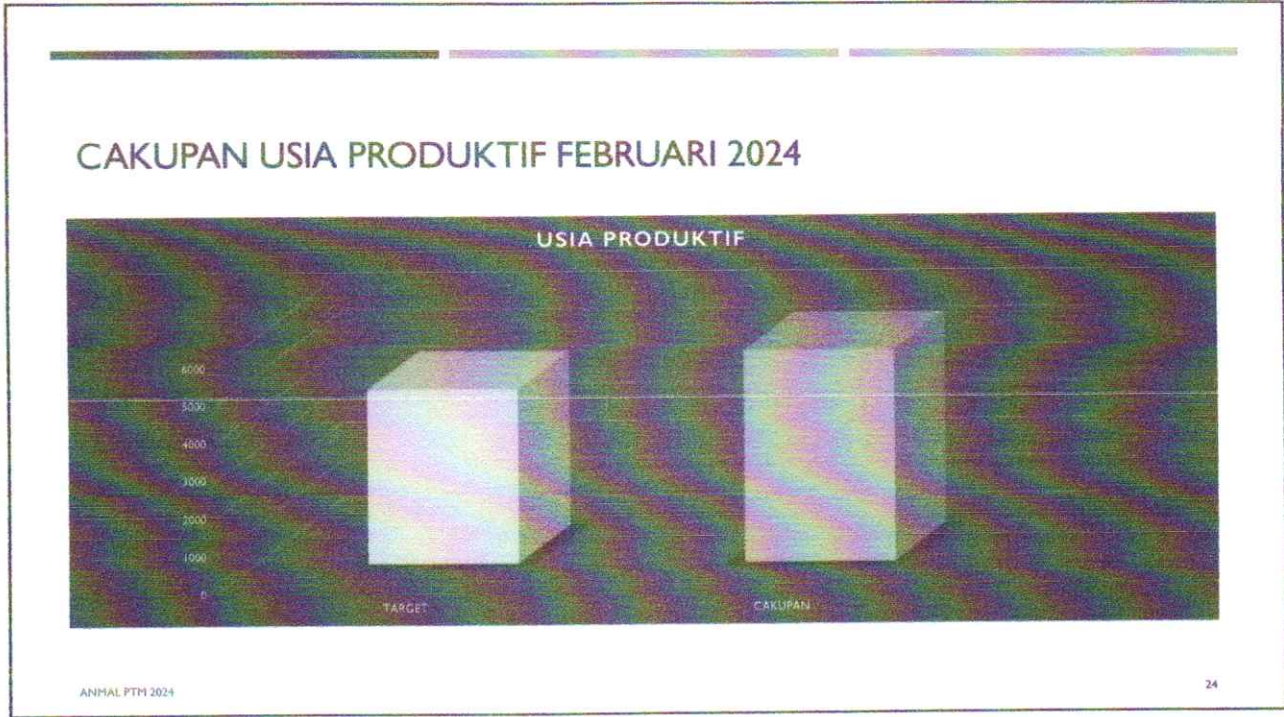 CAKUPAN USIA PRODUKTIF FEBRUARI 2024
USIA PRODUKTIF
6000
5000
4000
3000
2000
1000
0
TARGET
CAKUPAN
ANMAL PTM 2024
24